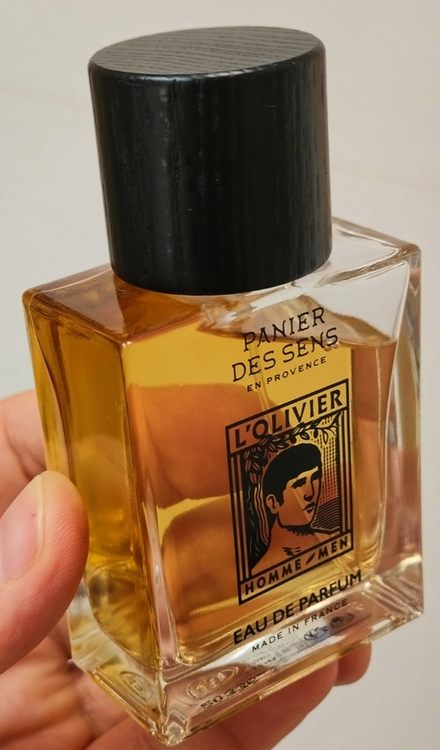 PANIER
DES SENS
EN PROVENCE
L'OLIVIER
HOMME/MEN
EAU DE PARFUM
MADE IN FRANCE